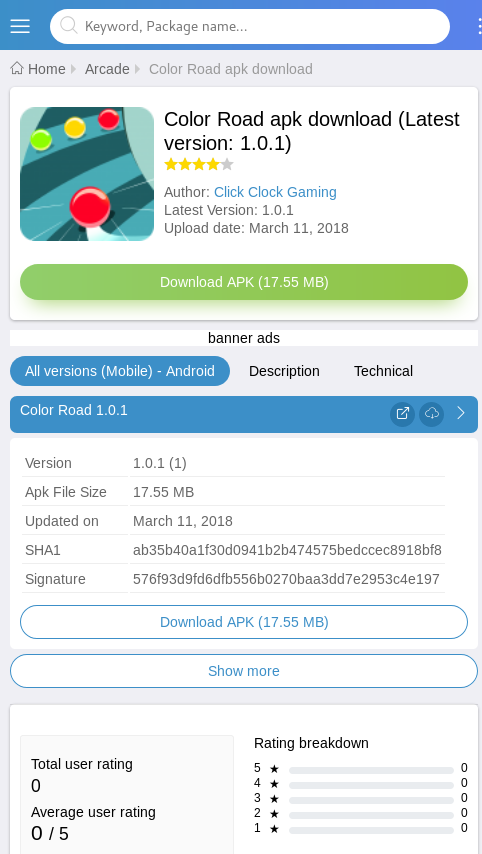 Keyword, Package name...
Home Arcade Color Road apk download
Color Road apk download (Latest
version: 1.0.1)
Author: Click Clock Gaming
Latest Version: 1.0.1
Upload date: March 11, 2018
Download APK (17.55 MB)
banner ads
All versions (Mobile) - Android Description Technical
Color Road 1.0.1
Version 1.0.1 (1)
Apk File Size 17.55 MB
Updated on March 11, 2018
SHA1 ab35b40a1f30d0941b2b474575bedccec8918bf8
Signature 576f93d9fd6dfb556b0270baa3dd7e2953c4e197
Download APK (17.55 MB)
Show more
Total user rating
0
Average user rating
0 / 5
Rating breakdown
5 ★ 0
4 ★ 0
3 ★ 0
2 ★ 0
1 ★ 0